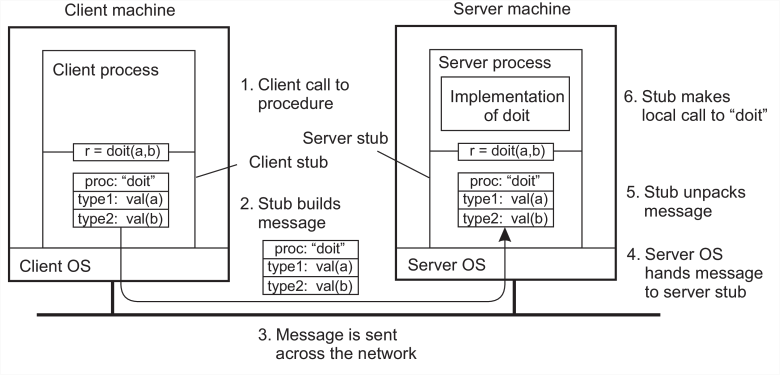 Client machine
Server machine
Client process
1. Client call to
procedure
Server process
Implementation
of doit
6. Stub makes
local call to “doit”
Server stub
r = doit(a,b)
Client stub
r = doit(a,b)
proc: “doit”
type1: val(a)
type2: val(b)
2. Stub builds
message
proc: “doit”
type1: val(a)
type2: val(b)
proc: “doit”
type1: val(a)
type2: val(b)
5. Stub unpacks
message
Client OS
Server OS
4. Server OS
hands message
to server stub
3. Message is sent
across the network